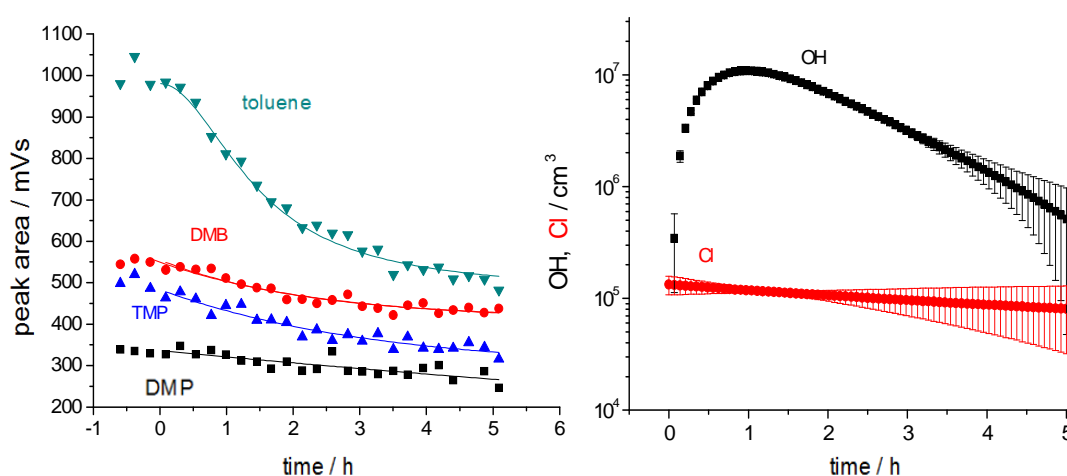 1100
1000
900
800
700
600
500
400
300
200
-1 0 1 2 3 4 5 6
peak area / mVs
time / h
toluene
DMB
TMP
DMP
10^7
10^6
10^5
10^4
0 1 2 3 4 5
OH, Cl / cm^3
time / h
OH
Cl